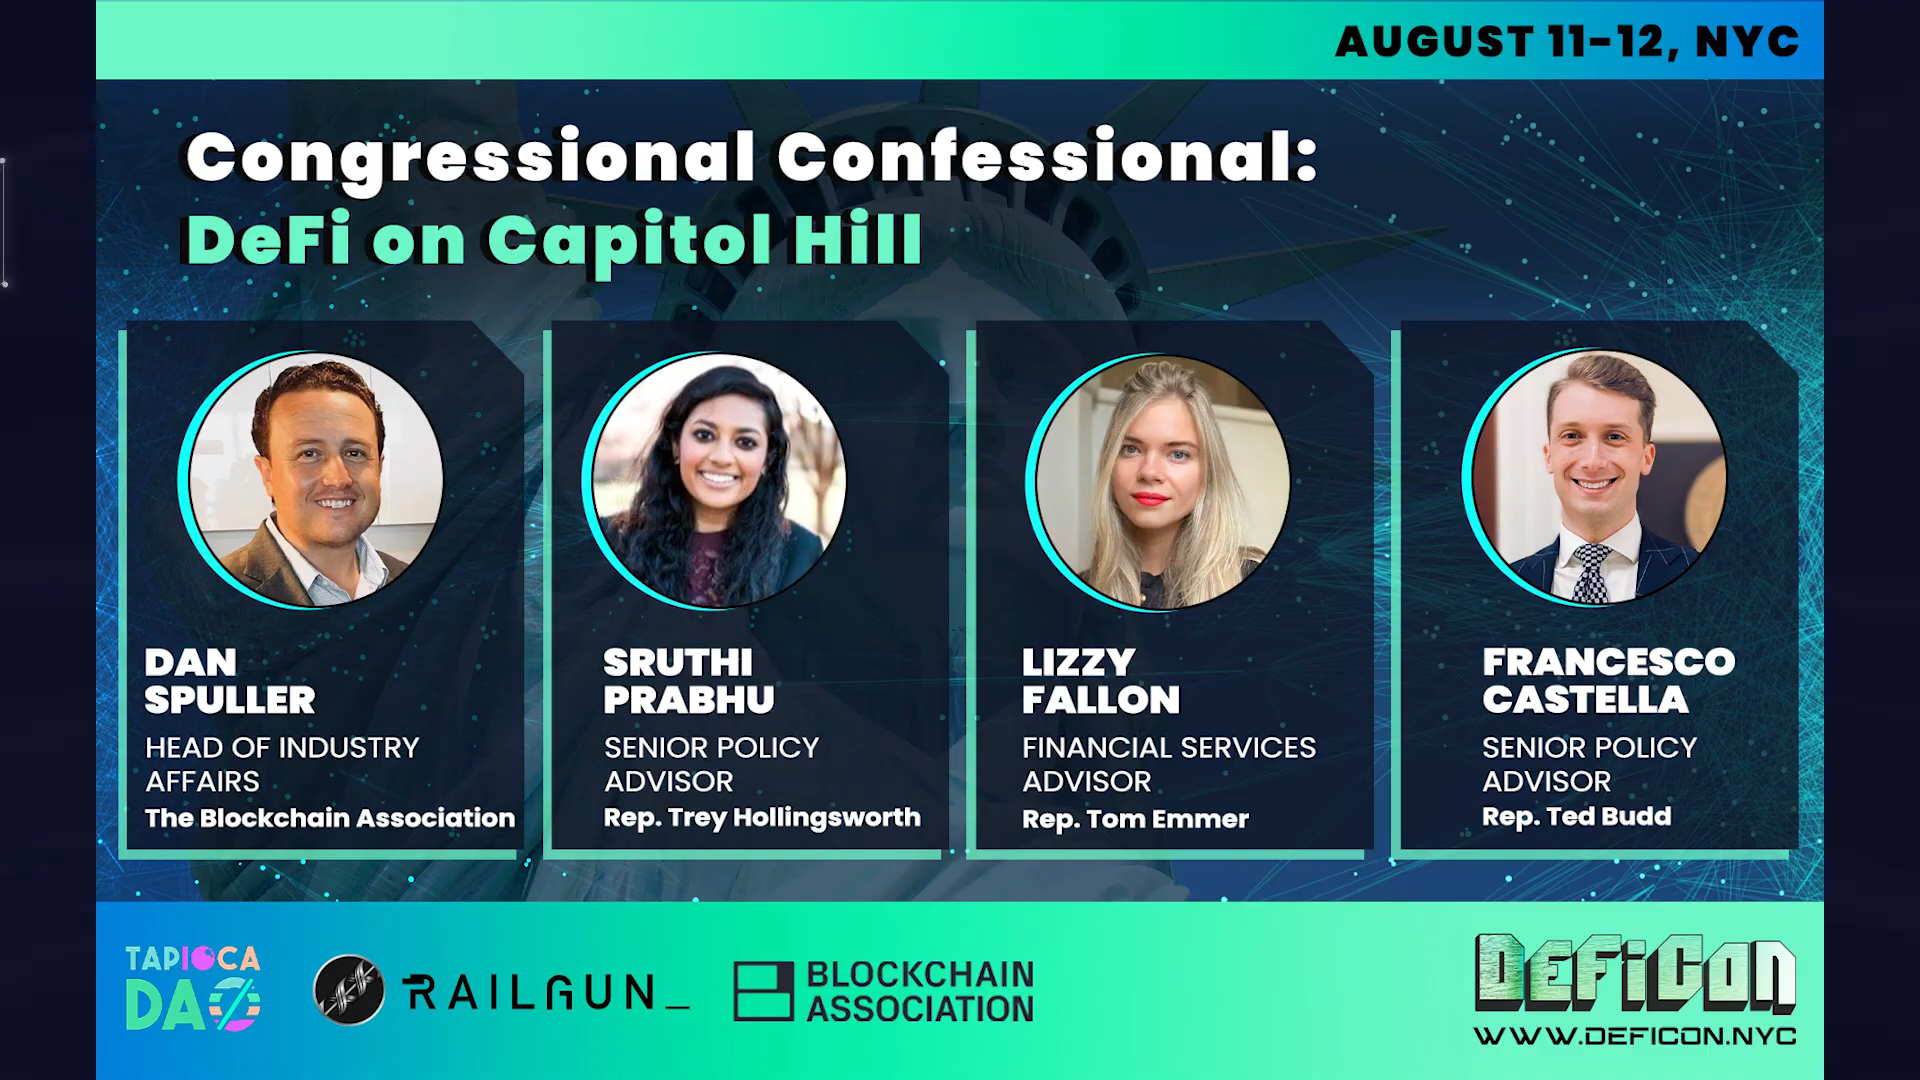 AUGUST 11-12, NYC
Congressional Confessional:
DeFi on Capitol Hill
DAN
SPULLER
HEAD OF INDUSTRY
AFFAIRS
The Blockchain Association
SRUTHI
PRABHU
SENIOR POLICY
ADVISOR
Rep. Trey Hollingsworth
LIZZY
FALLON
FINANCIAL SERVICES
ADVISOR
Rep. Tom Emmer
FRANCESCO
CASTELLA
SENIOR POLICY
ADVISOR
Rep. Ted Budd
TAPIOCA
DAO
RAILGUN_
BLOCKCHAIN
ASSOCIATION
DEFICON
WWW.DEFICON.NYC